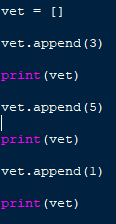 vet = []
vet.append(3)
print(vet)
vet.append(5)
print(vet)
vet.append(1)
print(vet)